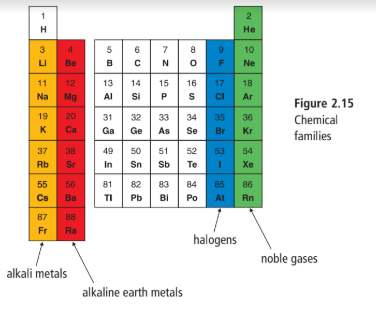 1 2
H He
3 4 5 6 7 8 9 10
Li Be B C N O F Ne
11 12 13 14 15 16 17 18
Na Mg Al Si P S Cl Ar
19 20 31 32 33 34 35 36
K Ca Ga Ge As Se Br Kr
37 38 49 50 51 52 53 54
Rb Sr In Sn Sb Te I Xe
55 56 81 82 83 84 85 86
Cs Ba Tl Pb Bi Po At Rn
87 88
Fr Ra
Figure 2.15
Chemical
families
halogens
noble gases
alkali metals
alkaline earth metals